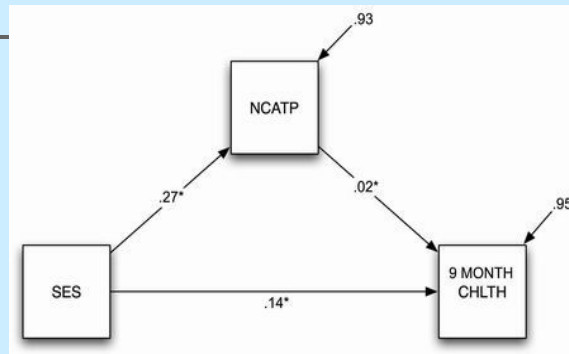 .93
NCATP
.27*
.02*
.95
SES
9 MONTH
CHLTH
.14*